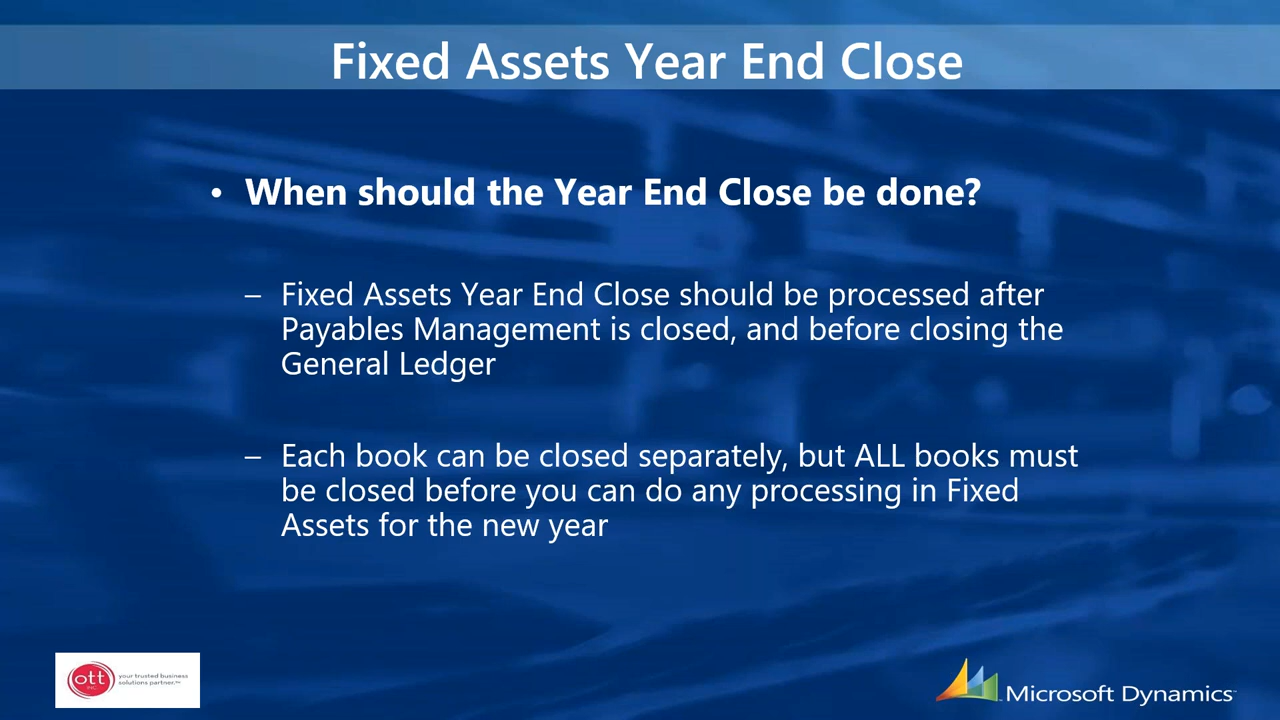 Fixed Assets Year End Close
• When should the Year End Close be done?
– Fixed Assets Year End Close should be processed after
Payables Management is closed, and before closing the
General Ledger
– Each book can be closed separately, but ALL books must
be closed before you can do any processing in Fixed
Assets for the new year
ott
INC.
your trusted business
solutions partner.™
Microsoft Dynamics™